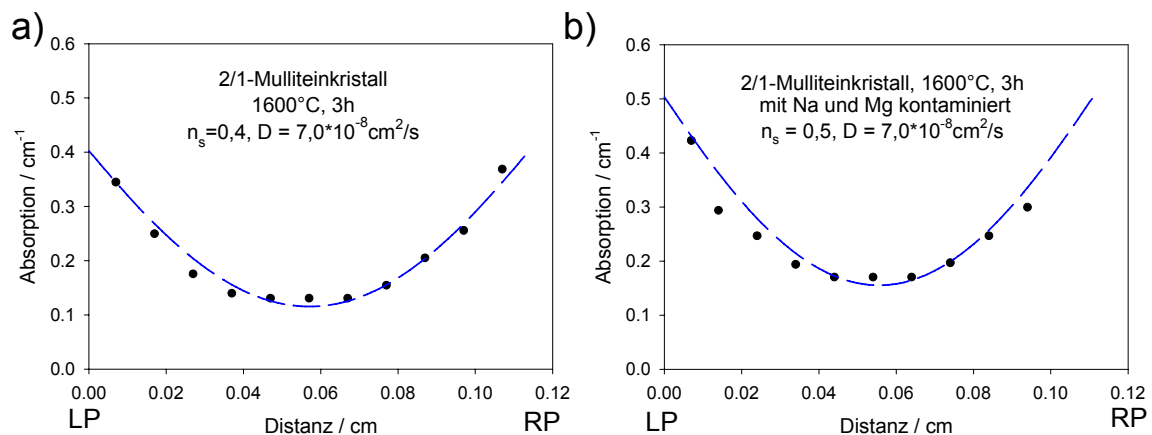 a)
0.6
0.5
0.4
0.3
0.2
0.1
0.0
Absorption / cm-1
2/1-Mulliteinkristall
1600°C, 3h
ns=0,4, D = 7,0*10-8cm2/s
0.00 0.02 0.04 0.06 0.08 0.10 0.12
LP Distanz / cm RP
b)
0.6
0.5
0.4
0.3
0.2
0.1
0.0
Absorption / cm-1
2/1-Mulliteinkristall, 1600°C, 3h
mit Na und Mg kontaminiert
ns = 0,5, D = 7,0*10-8cm2/s
0.00 0.02 0.04 0.06 0.08 0.10 0.12
LP Distanz / cm RP